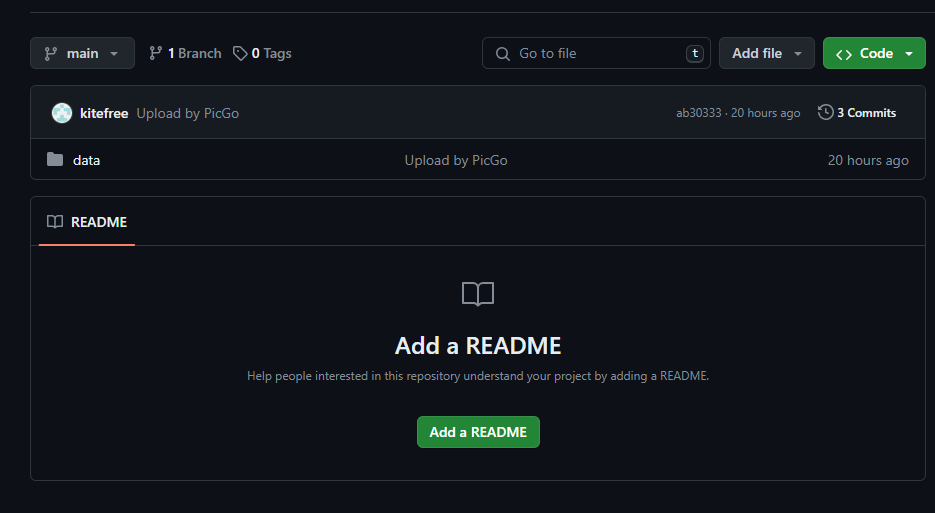 main 1 Branch 0 Tags Go to file t Add file Code
kitefree Upload by PicGo ab30333 · 20 hours ago 3 Commits
data Upload by PicGo 20 hours ago
README
Add a README
Help people interested in this repository understand your project by adding a README.
Add a README